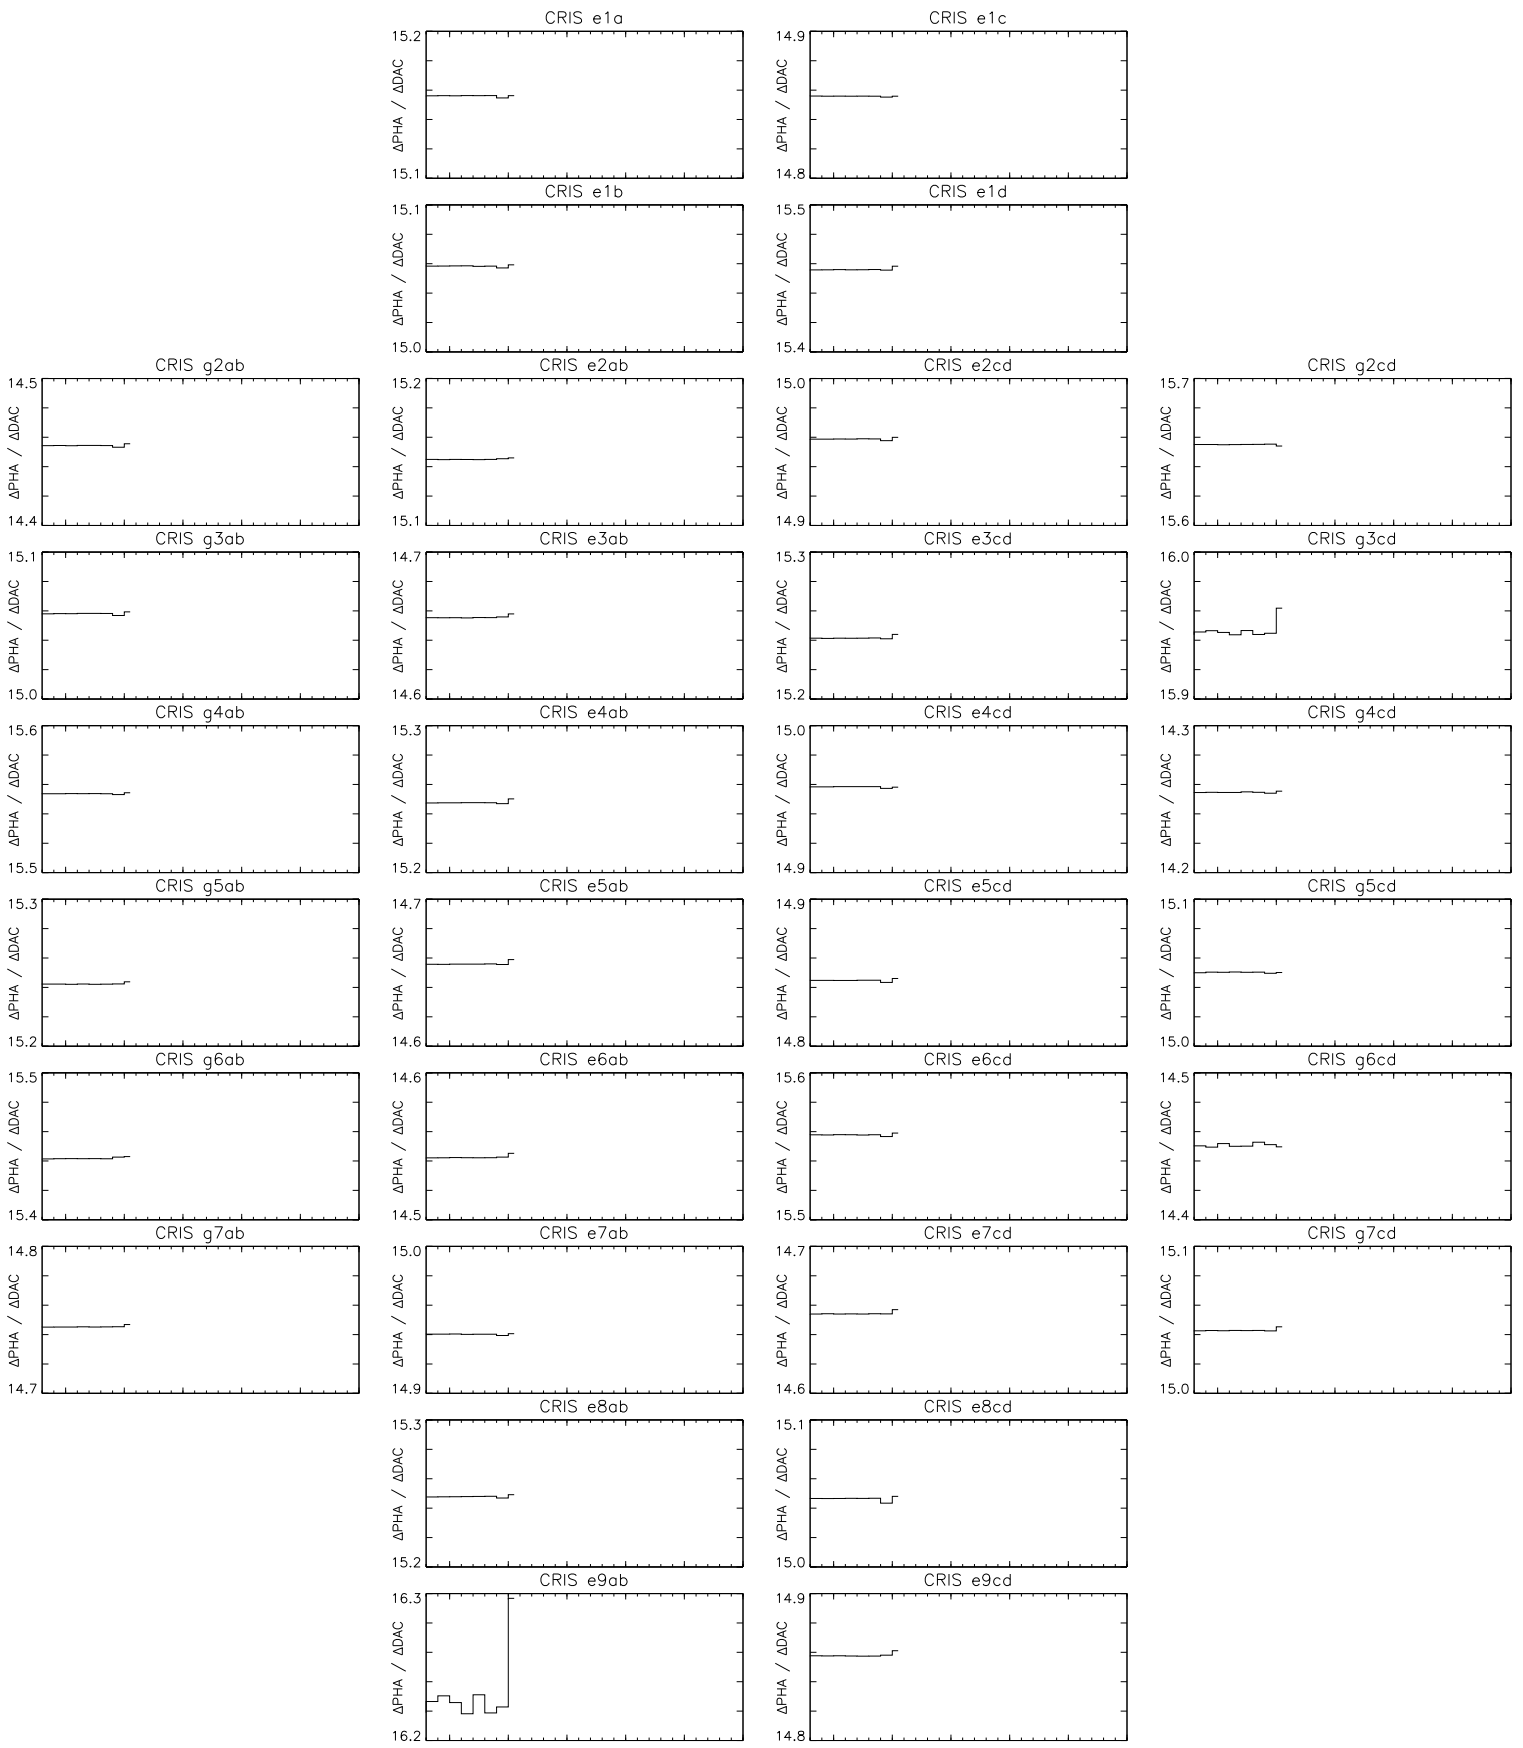 CRIS e1a
15.2
ΔPHA / ΔDAC
15.1
CRIS e1c
14.9
ΔPHA / ΔDAC
14.8
CRIS e1b
15.1
ΔPHA / ΔDAC
15.0
CRIS e1d
15.5
ΔPHA / ΔDAC
15.4
CRIS g2ab
14.5
ΔPHA / ΔDAC
14.4
CRIS e2ab
15.2
ΔPHA / ΔDAC
15.1
CRIS e2cd
15.0
ΔPHA / ΔDAC
14.9
CRIS g2cd
15.7
ΔPHA / ΔDAC
15.6
CRIS g3ab
15.1
ΔPHA / ΔDAC
15.0
CRIS e3ab
14.7
ΔPHA / ΔDAC
14.6
CRIS e3cd
15.3
ΔPHA / ΔDAC
15.2
CRIS g3cd
16.0
ΔPHA / ΔDAC
15.9
CRIS g4ab
15.6
ΔPHA / ΔDAC
15.5
CRIS e4ab
15.3
ΔPHA / ΔDAC
15.2
CRIS e4cd
15.0
ΔPHA / ΔDAC
14.9
CRIS g4cd
14.3
ΔPHA / ΔDAC
14.2
CRIS g5ab
15.3
ΔPHA / ΔDAC
15.2
CRIS e5ab
14.7
ΔPHA / ΔDAC
14.6
CRIS e5cd
14.9
ΔPHA / ΔDAC
14.8
CRIS g5cd
15.1
ΔPHA / ΔDAC
15.0
CRIS g6ab
15.5
ΔPHA / ΔDAC
15.4
CRIS e6ab
14.6
ΔPHA / ΔDAC
14.5
CRIS e6cd
15.6
ΔPHA / ΔDAC
15.5
CRIS g6cd
14.5
ΔPHA / ΔDAC
14.4
CRIS g7ab
14.8
ΔPHA / ΔDAC
14.7
CRIS e7ab
15.0
ΔPHA / ΔDAC
14.9
CRIS e7cd
14.7
ΔPHA / ΔDAC
14.6
CRIS g7cd
15.1
ΔPHA / ΔDAC
15.0
CRIS e8ab
15.3
ΔPHA / ΔDAC
15.2
CRIS e8cd
15.1
ΔPHA / ΔDAC
15.0
CRIS e9ab
16.3
ΔPHA / ΔDAC
16.2
CRIS e9cd
14.9
ΔPHA / ΔDAC
14.8